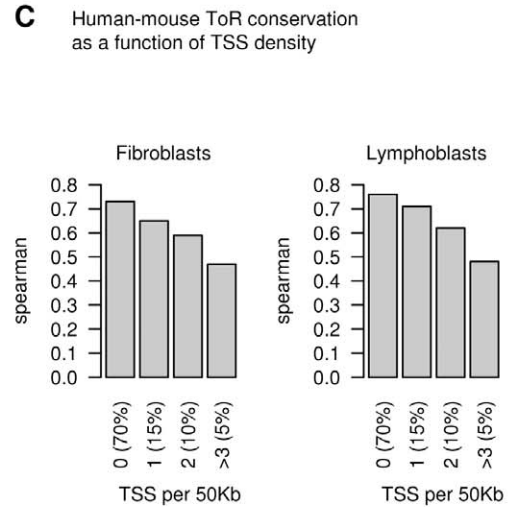 C
Human-mouse ToR conservation
as a function of TSS density
Fibroblasts
spearman
0.8
0.7
0.6
0.5
0.4
0.3
0.2
0.1
0.0
0 (70%)
1 (15%)
2 (10%)
>3 (5%)
TSS per 50Kb
Lymphoblasts
spearman
0.8
0.7
0.6
0.5
0.4
0.3
0.2
0.1
0.0
0 (70%)
1 (15%)
2 (10%)
>3 (5%)
TSS per 50Kb